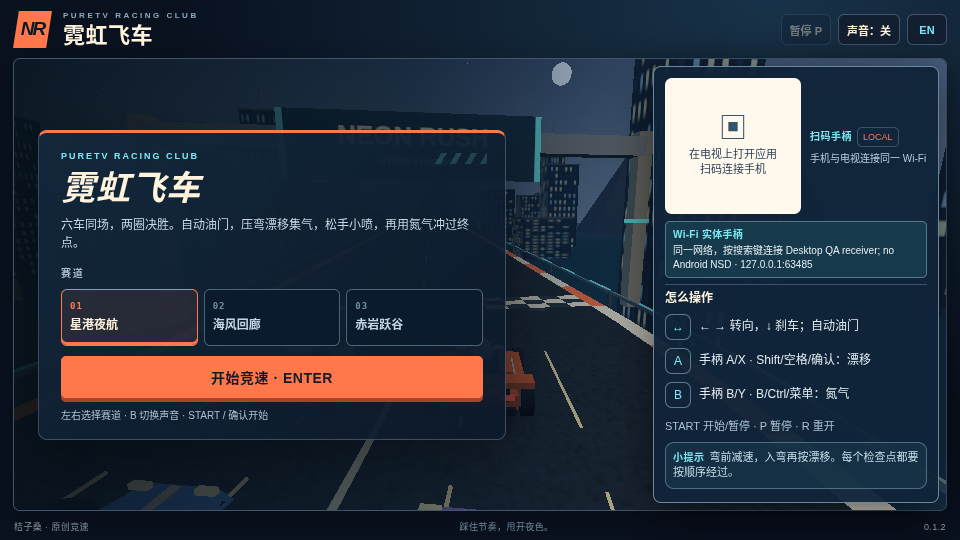 NR
PURETV RACING CLUB
霓虹飞车
暂停 P
声音：关
EN
NEON RUSH
PURETV RACING CLUB
霓虹飞车
六车同场，两圈决胜。自动油门，压弯漂移集气，松手小喷，再用氮气冲过终
点。
赛道
01
星港夜航
02
海风回廊
03
赤岩跃谷
开始竞速 · ENTER
左右选择赛道 · B 切换声音 · START / 确认开始
在电视上打开应用
扫码连接手机
扫码手柄 LOCAL
手机与电视连接同一 Wi-Fi
Wi-Fi 实体手柄
同一网络，按搜索键连接 Desktop QA receiver; no
Android NSD · 127.0.0.1:63485
怎么操作
↔ ← → 转向，↓ 刹车；自动油门
A 手柄 A/X · Shift/空格/确认：漂移
B 手柄 B/Y · B/Ctrl/菜单：氮气
START 开始/暂停 · P 暂停 · R 重开
小提示 弯前减速，入弯再按漂移。每个检查点都要
按顺序经过。
桔子桑 · 原创竞速
踩住节奏，甩开夜色。
0.1.2